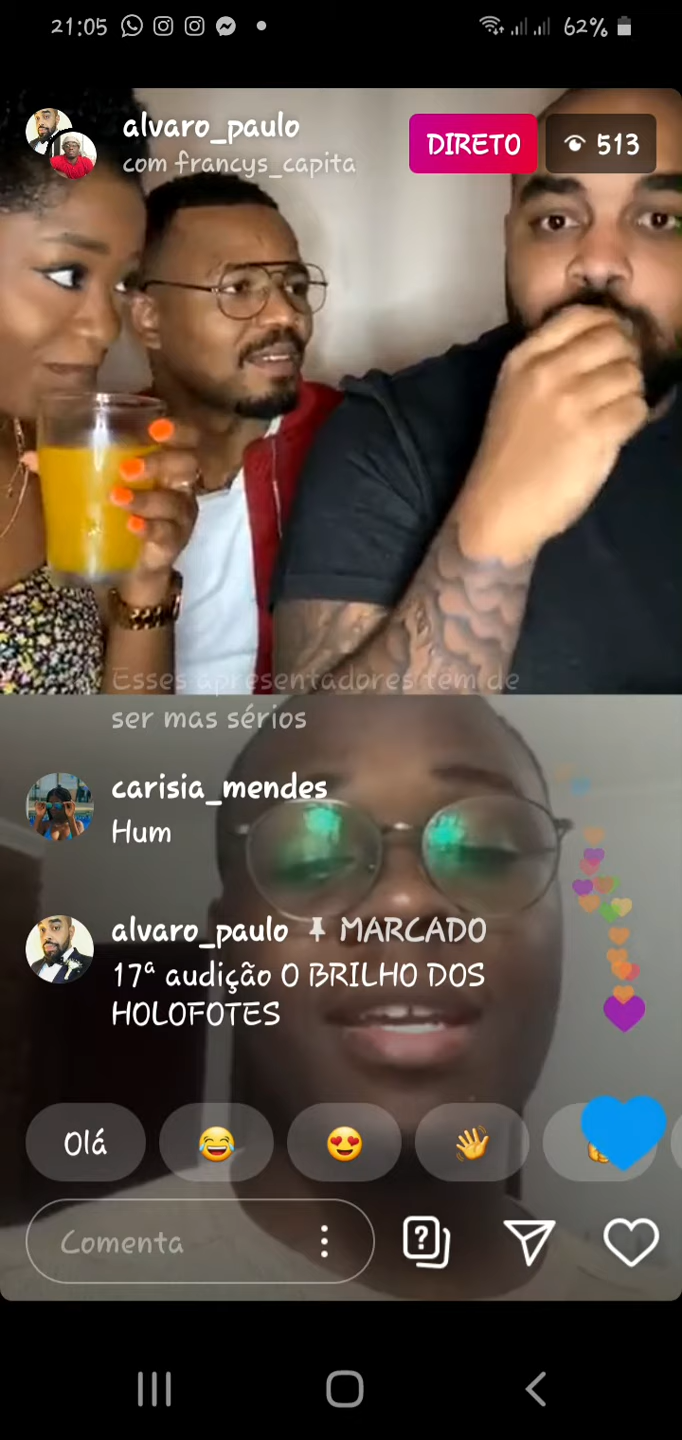 21:05
62%
alvaro_paulo
com francys_capita
DIRETO
513
Esses apresentadores têm de
ser mas sérios
carisia_mendes
Hum
alvaro_paulo MARCADO
17ª audição O BRILHO DOS
HOLOFOTES
Olá
Comenta